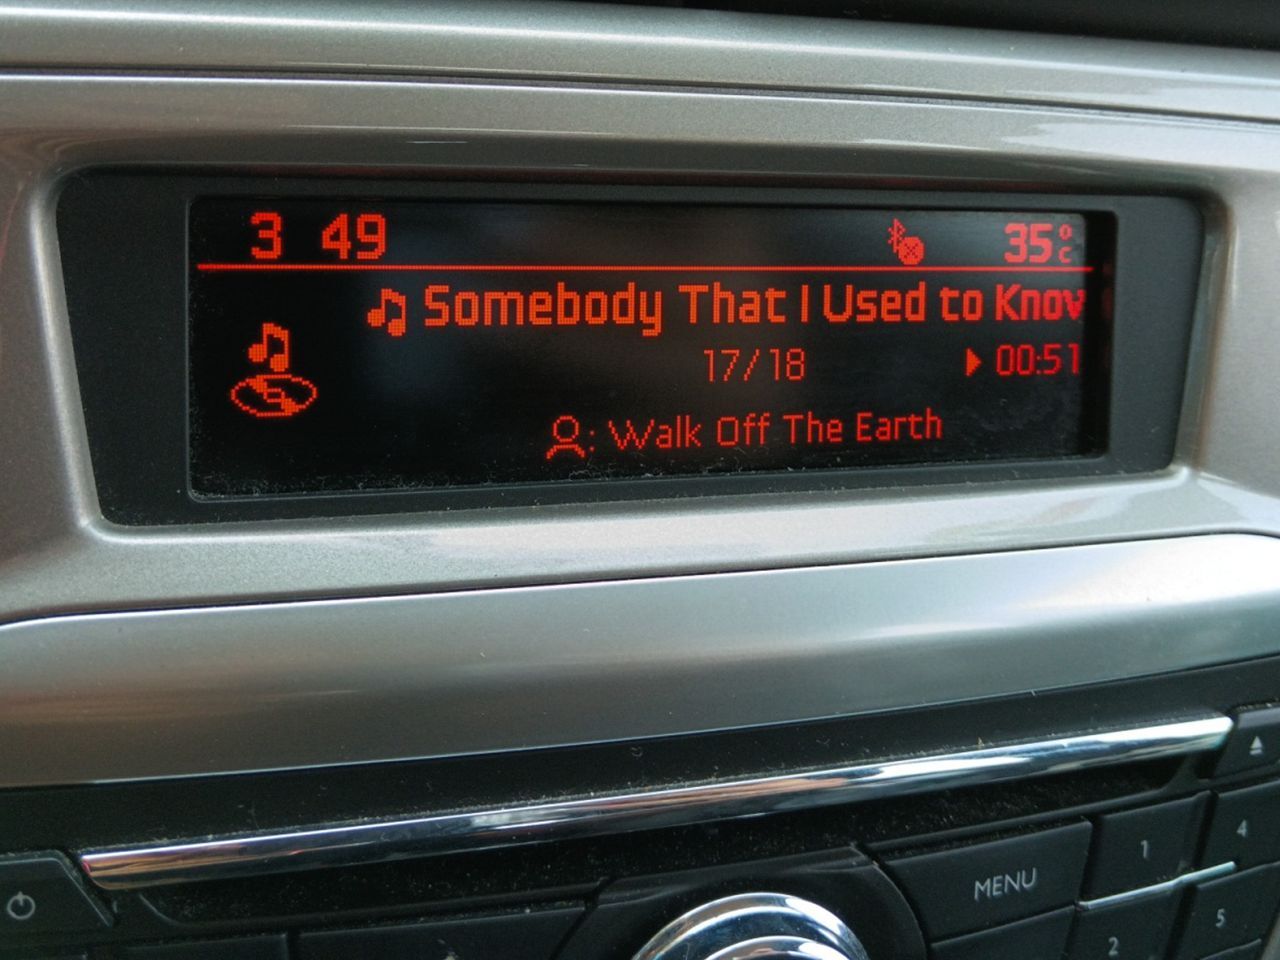 3 49 35°C
Somebody That I Used to Knov
17/18 00:51
: Walk Off The Earth
MENU
1
4
2
5